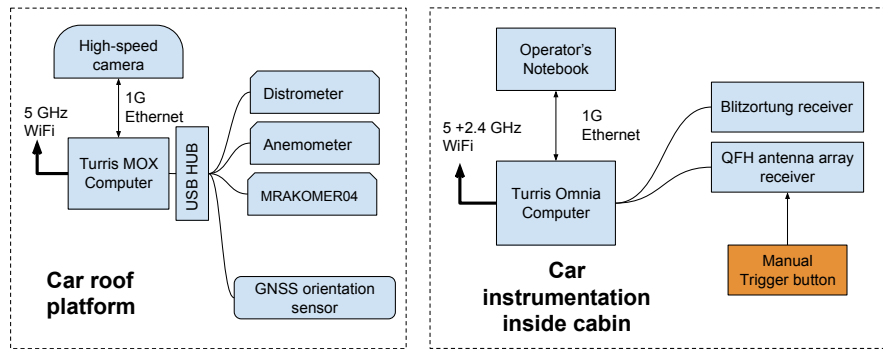 High-speed
camera
5 GHz
WiFi
1G
Ethernet
Turris MOX
Computer
USB HUB
Distrometer
Anemometer
MRAKOMER04
GNSS orientation
sensor
Car roof
platform
Operator's
Notebook
5 +2.4 GHz
WiFi
1G
Ethernet
Turris Omnia
Computer
Blitzortung receiver
QFH antenna array
receiver
Manual
Trigger button
Car
instrumentation
inside cabin